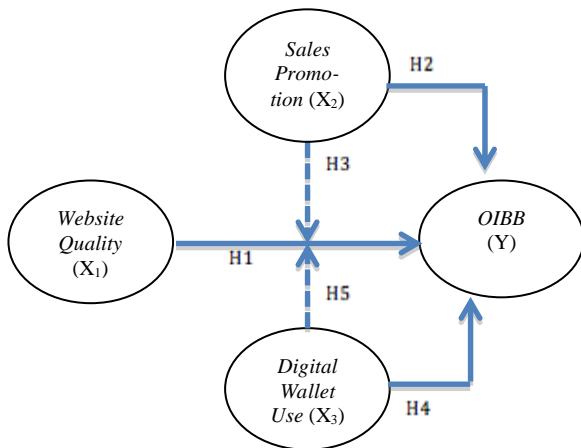 Sales
Promo-
tion (X₂)
H2
H3
Website
Quality
(X₁)
H1
OIBB
(Y)
H5
Digital
Wallet
Use (X₃)
H4